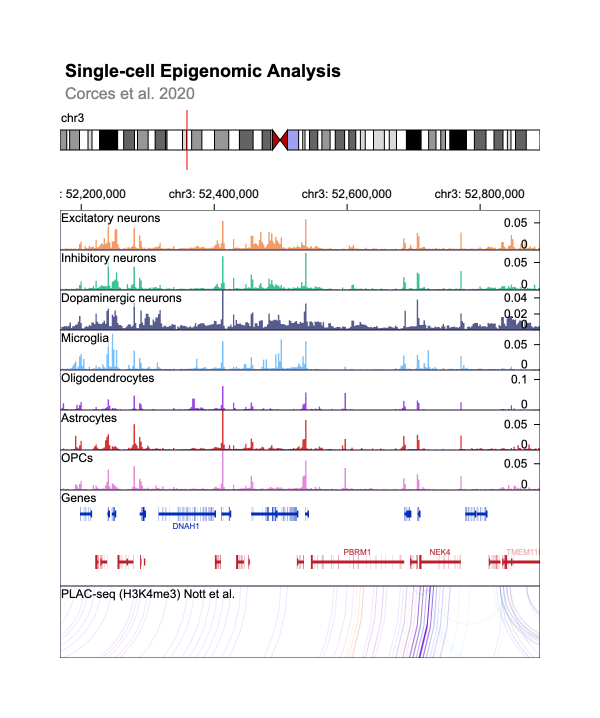 Single-cell Epigenomic Analysis
Corces et al. 2020
chr3
: 52,200,000 chr3: 52,400,000 chr3: 52,600,000 chr3: 52,800,000
Excitatory neurons 0.05
0
Inhibitory neurons 0.05
0
Dopaminergic neurons 0.04
0.02
0
Microglia 0.05
0
Oligodendrocytes 0.1
0
Astrocytes 0.05
0
OPCs 0.05
0
Genes
DNAH1
PBRM1 NEK4 TMEM110
PLAC-seq (H3K4me3) Nott et al.